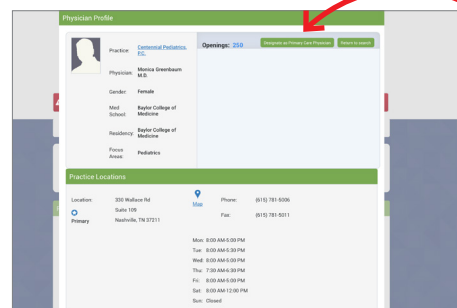 Physician Profile
Practice: Centennial Pediatrics, P.C.
Physician: Monica Greenbaum M.D.
Gender: Female
Med School: Baylor College of Medicine
Residency: Baylor College of Medicine
Focus Areas: Pediatrics
Openings: 250
Designate as Primary Care Physician
Return to search
Practice Locations
Location: 330 Wallace Rd
Suite 109
Nashville, TN 37211
Primary
Map
Phone: (615) 781-5006
Fax: (615) 781-5011
Mon: 8:00 AM-5:00 PM
Tue: 8:00 AM-5:30 PM
Wed: 8:00 AM-5:00 PM
Thu: 7:30 AM-5:30 PM
Fri: 8:00 AM-5:00 PM
Sat: 8:00 AM-12:00 PM
Sun: Closed